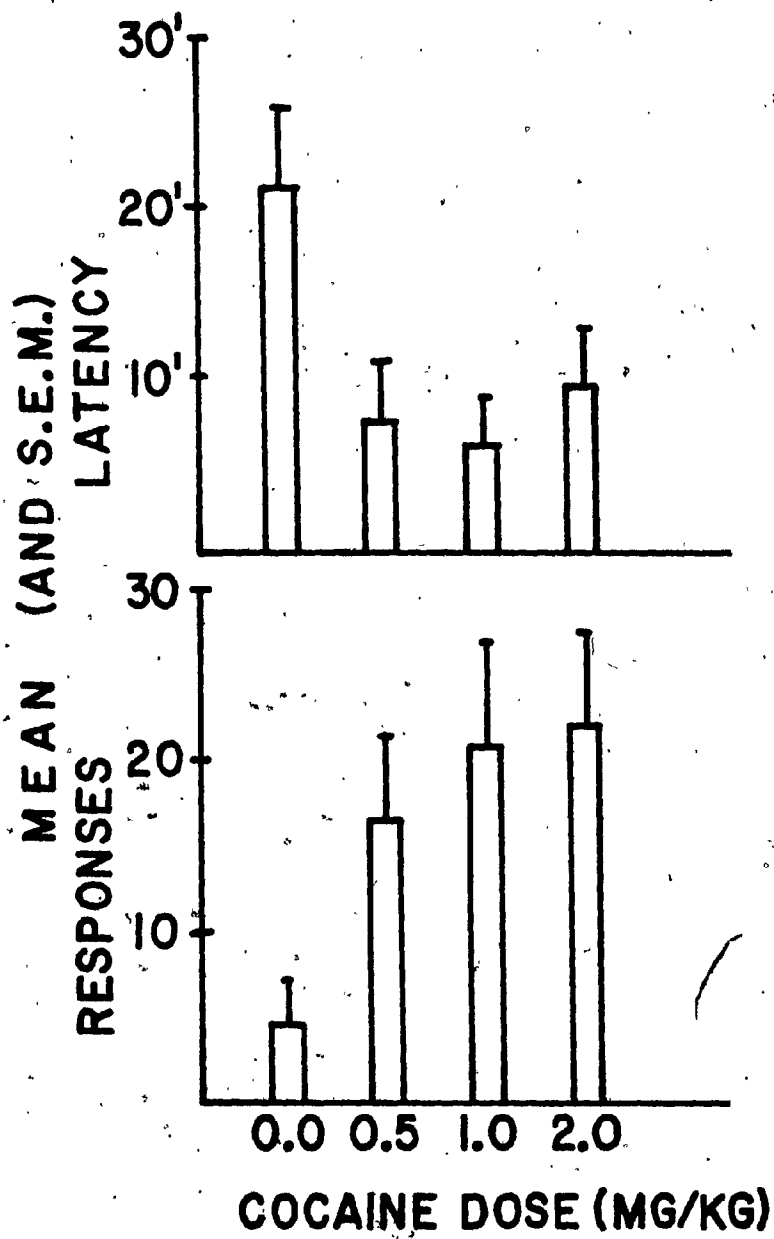 MEAN (AND S.E.M.)
LATENCY
30'
20'
10'
RESPONSES
30
20
10
0.0 0.5 1.0 2.0
COCAINE DOSE (MG/KG)